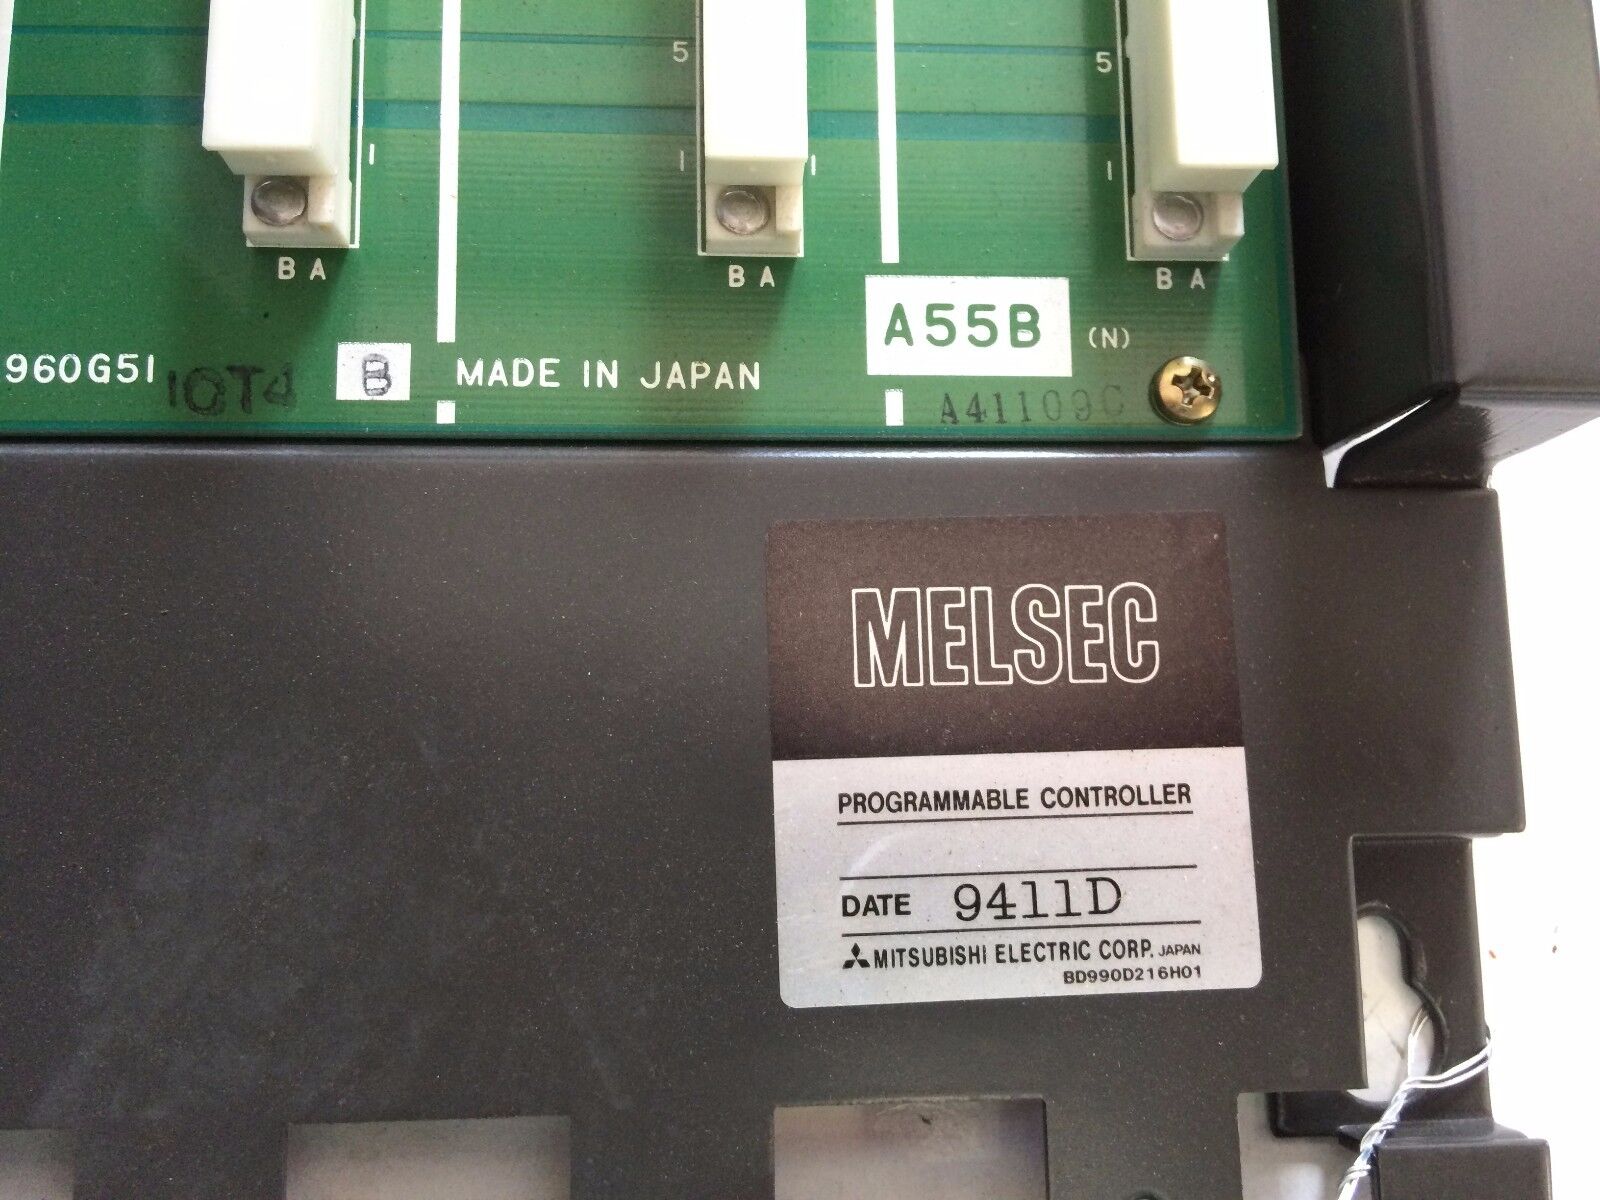 5
5
I
I
I
I
B A
B A
B A
A55B (N)
960G51
10T4
B
MADE IN JAPAN
A41109C
MELSEC
PROGRAMMABLE CONTROLLER
DATE 9411D
MITSUBISHI ELECTRIC CORP. JAPAN
BD990D216H01